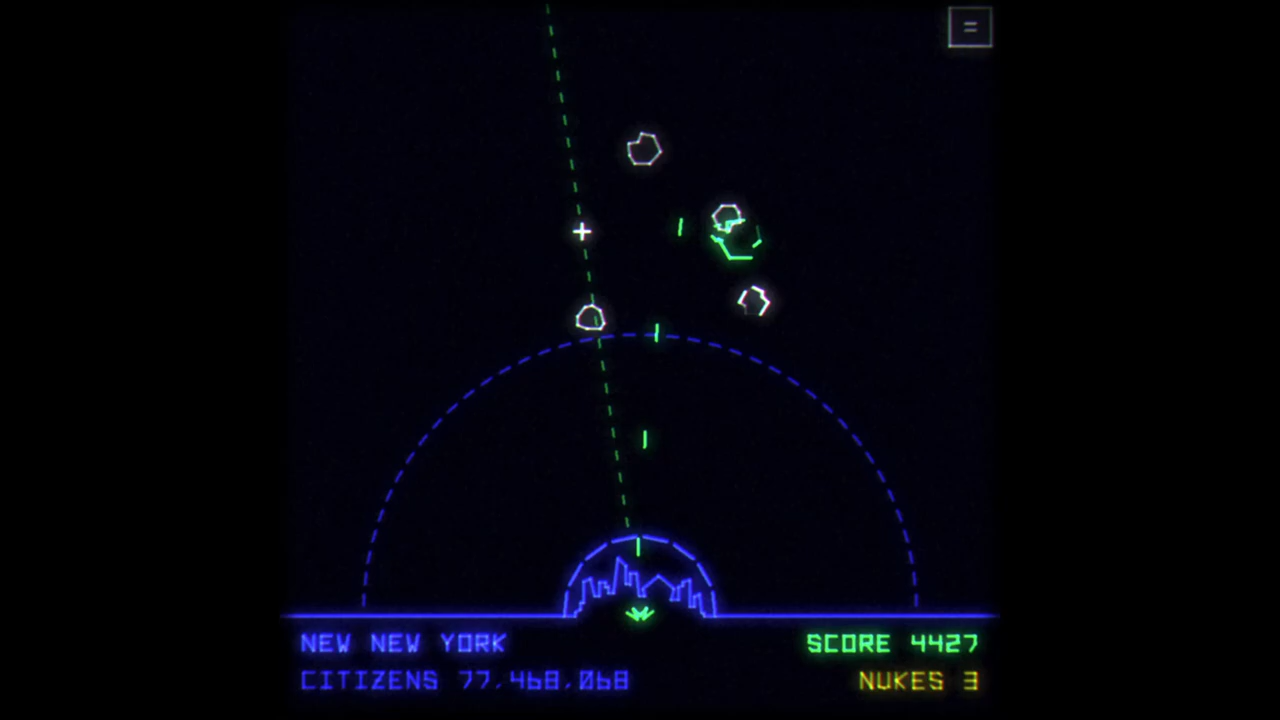 =
NEW NEW YORK
SCORE 4427
CITIZENS 77,468,068
NUKES 3